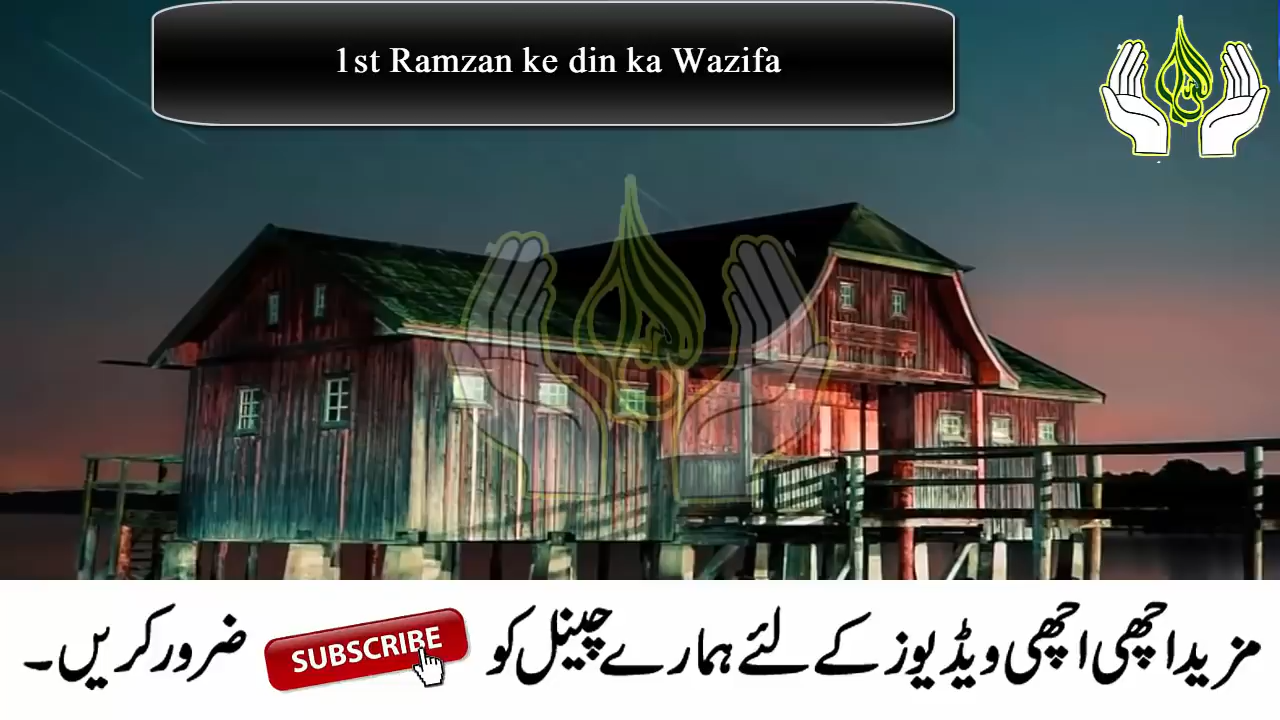 1st Ramzan ke din ka Wazifa
مزید اچھی اچھی ویڈیوز کے لئے ہمارے چینل کو SUBSCRIBE ضرور کریں۔